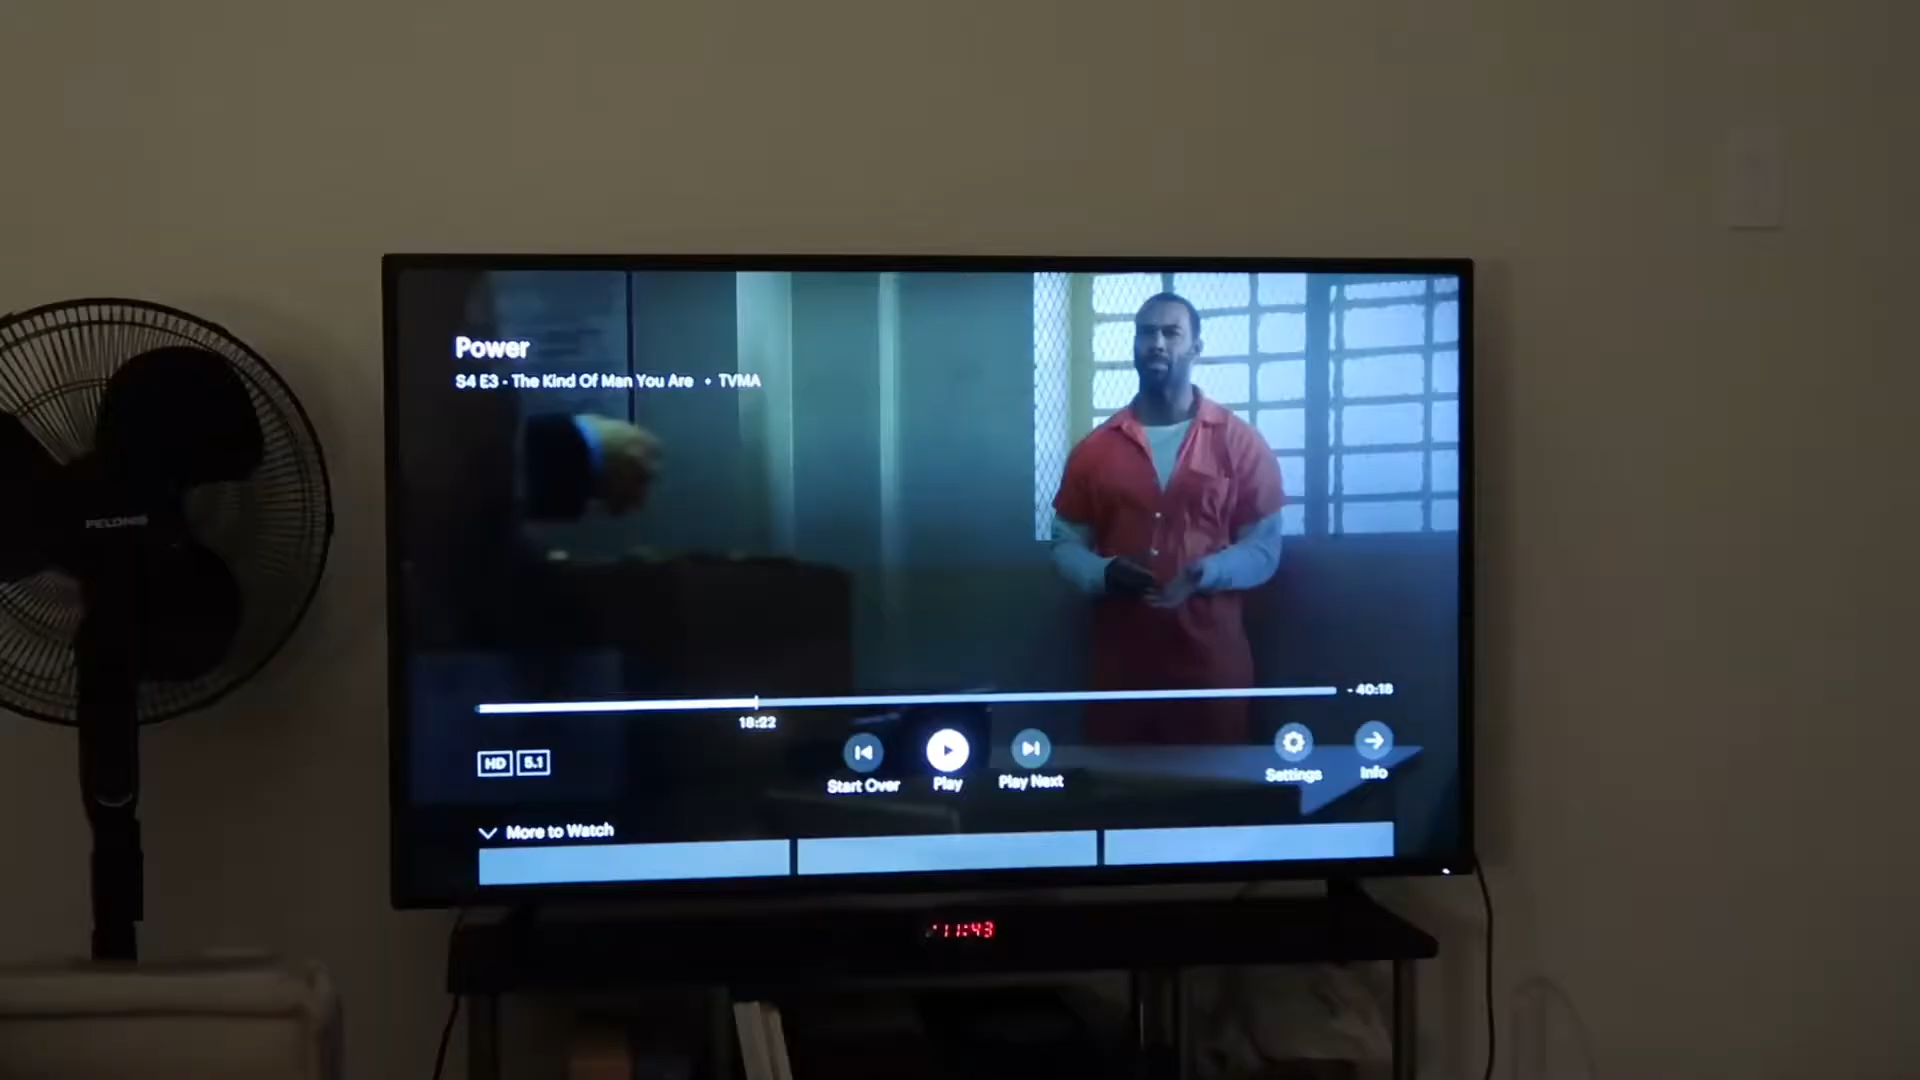 Power
S4 E3 - The Kind Of Man You Are • TVMA
PELONIS
- 40:18
18:22
HD 5.1
Start Over Play Play Next Settings Info
More to Watch
11:43